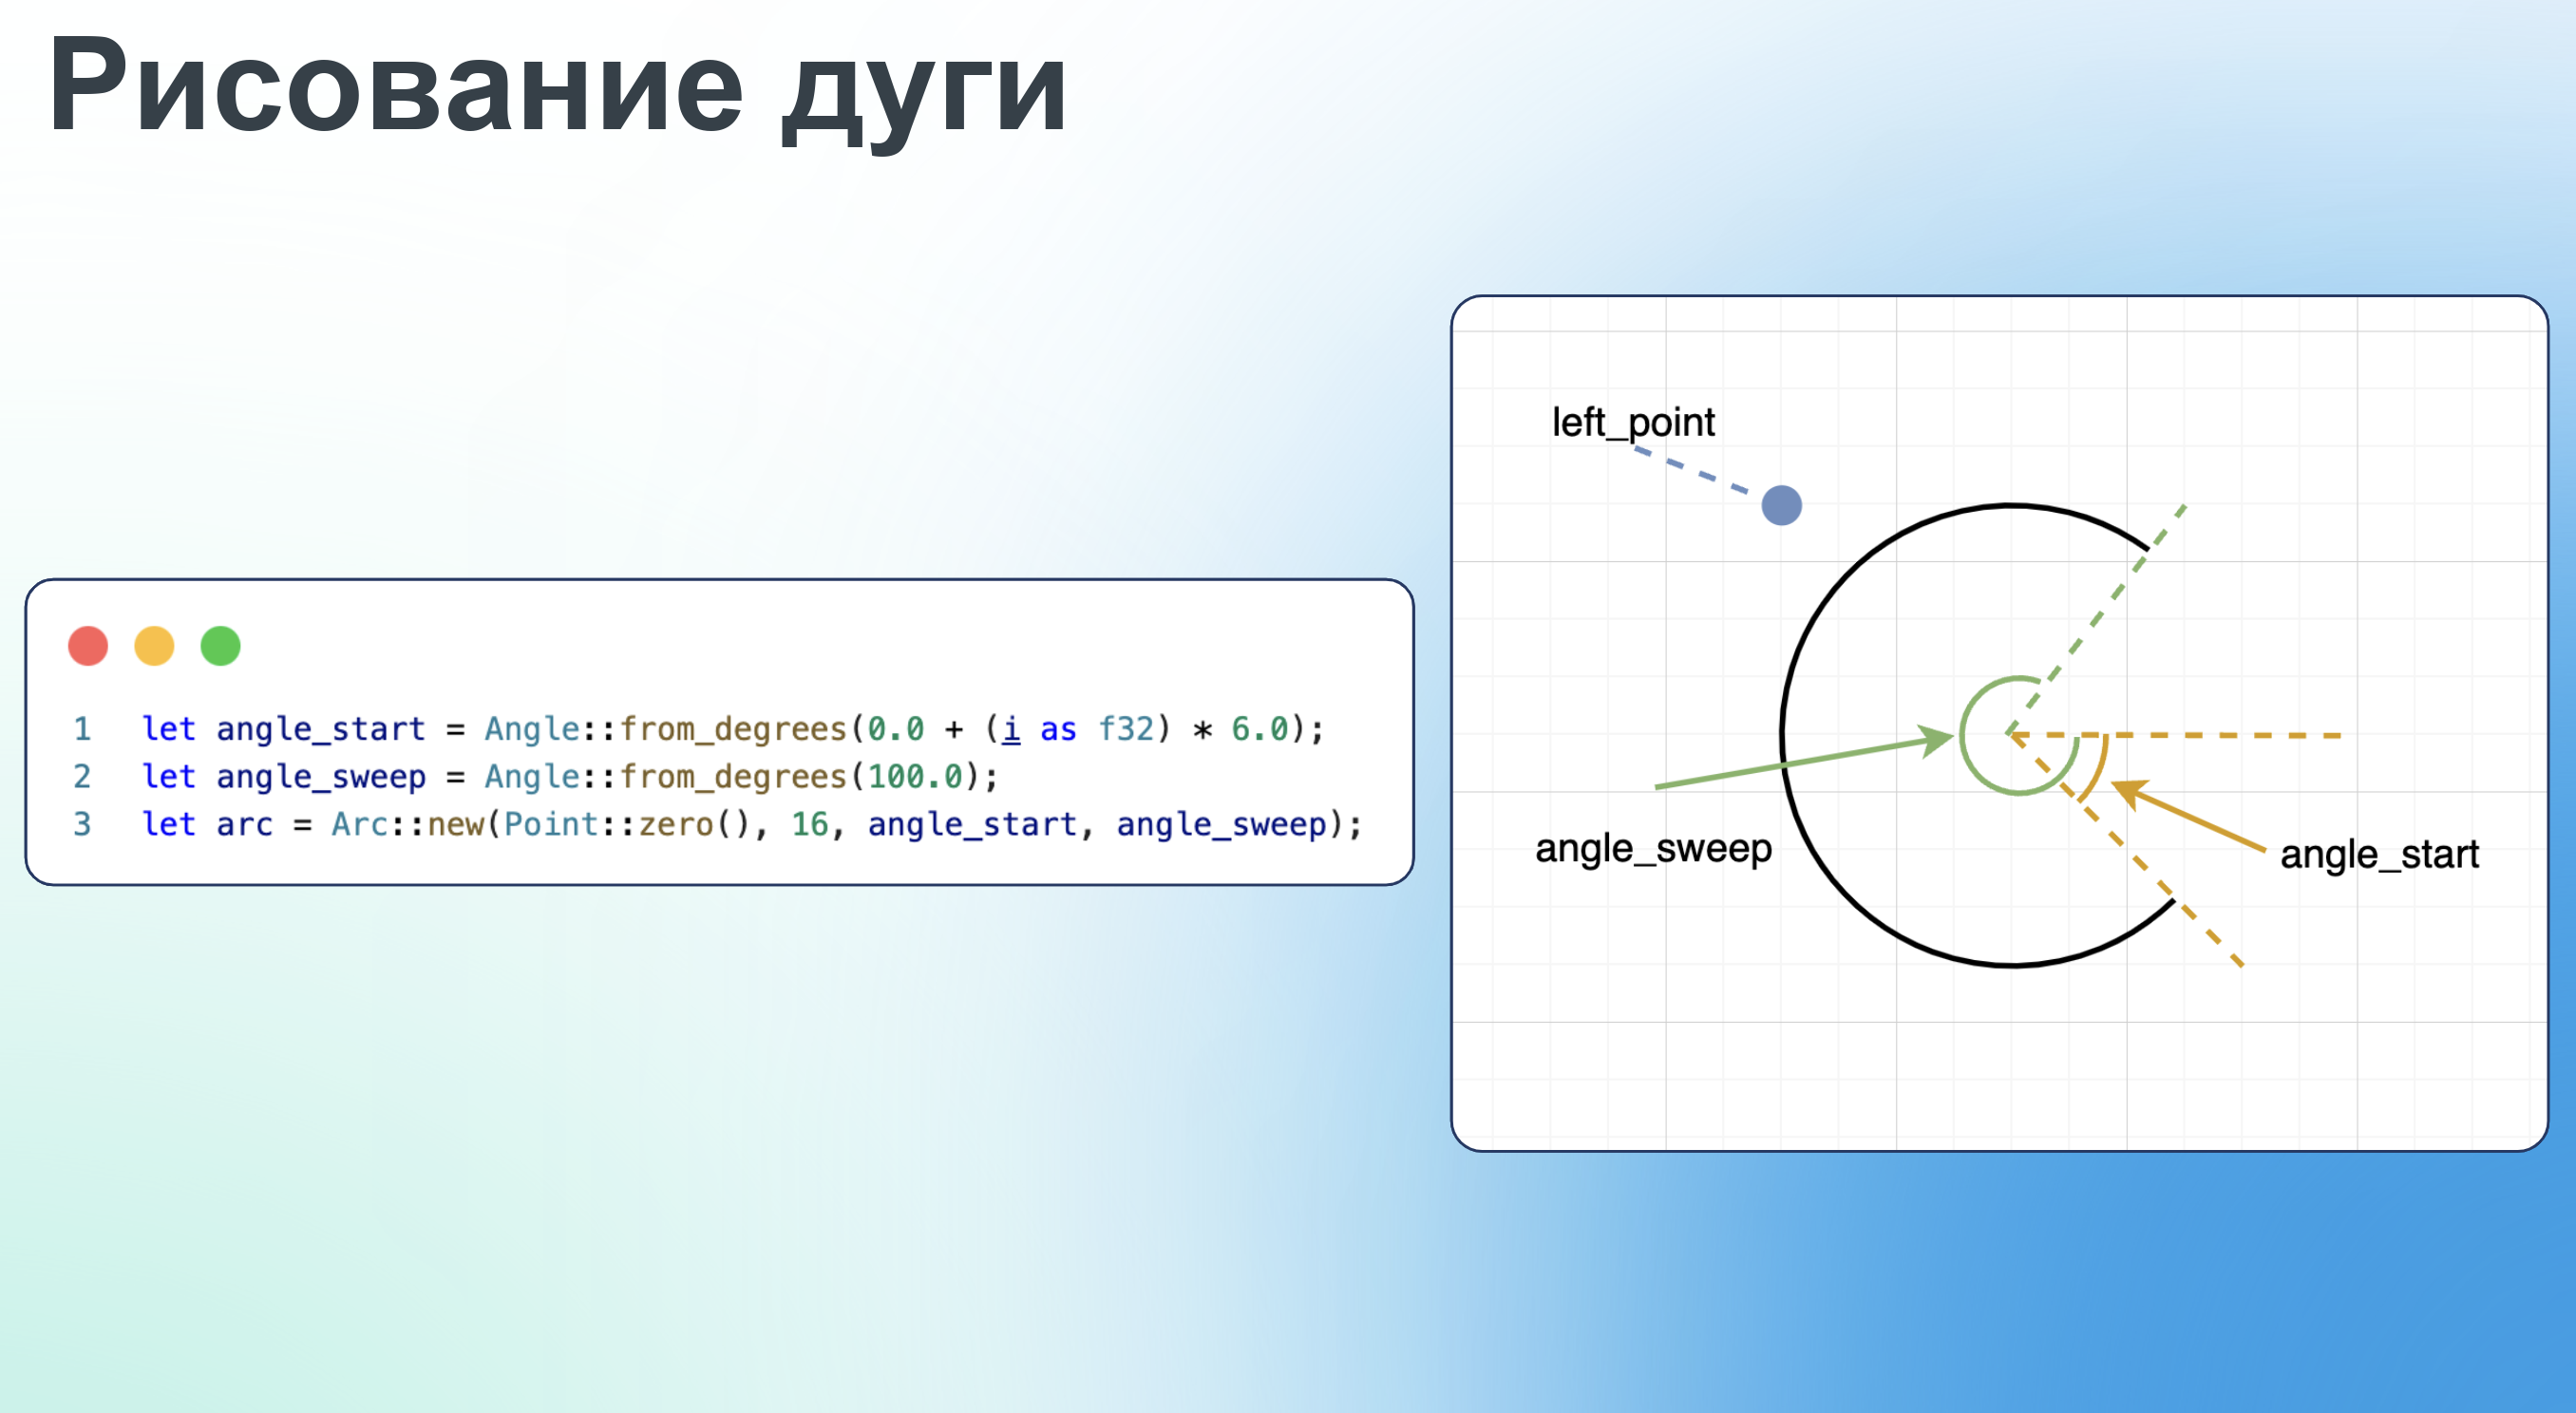 Рисование дуги
1 let angle_start = Angle::from_degrees(0.0 + (i as f32) * 6.0);
2 let angle_sweep = Angle::from_degrees(100.0);
3 let arc = Arc::new(Point::zero(), 16, angle_start, angle_sweep);
left_point
angle_sweep
angle_start